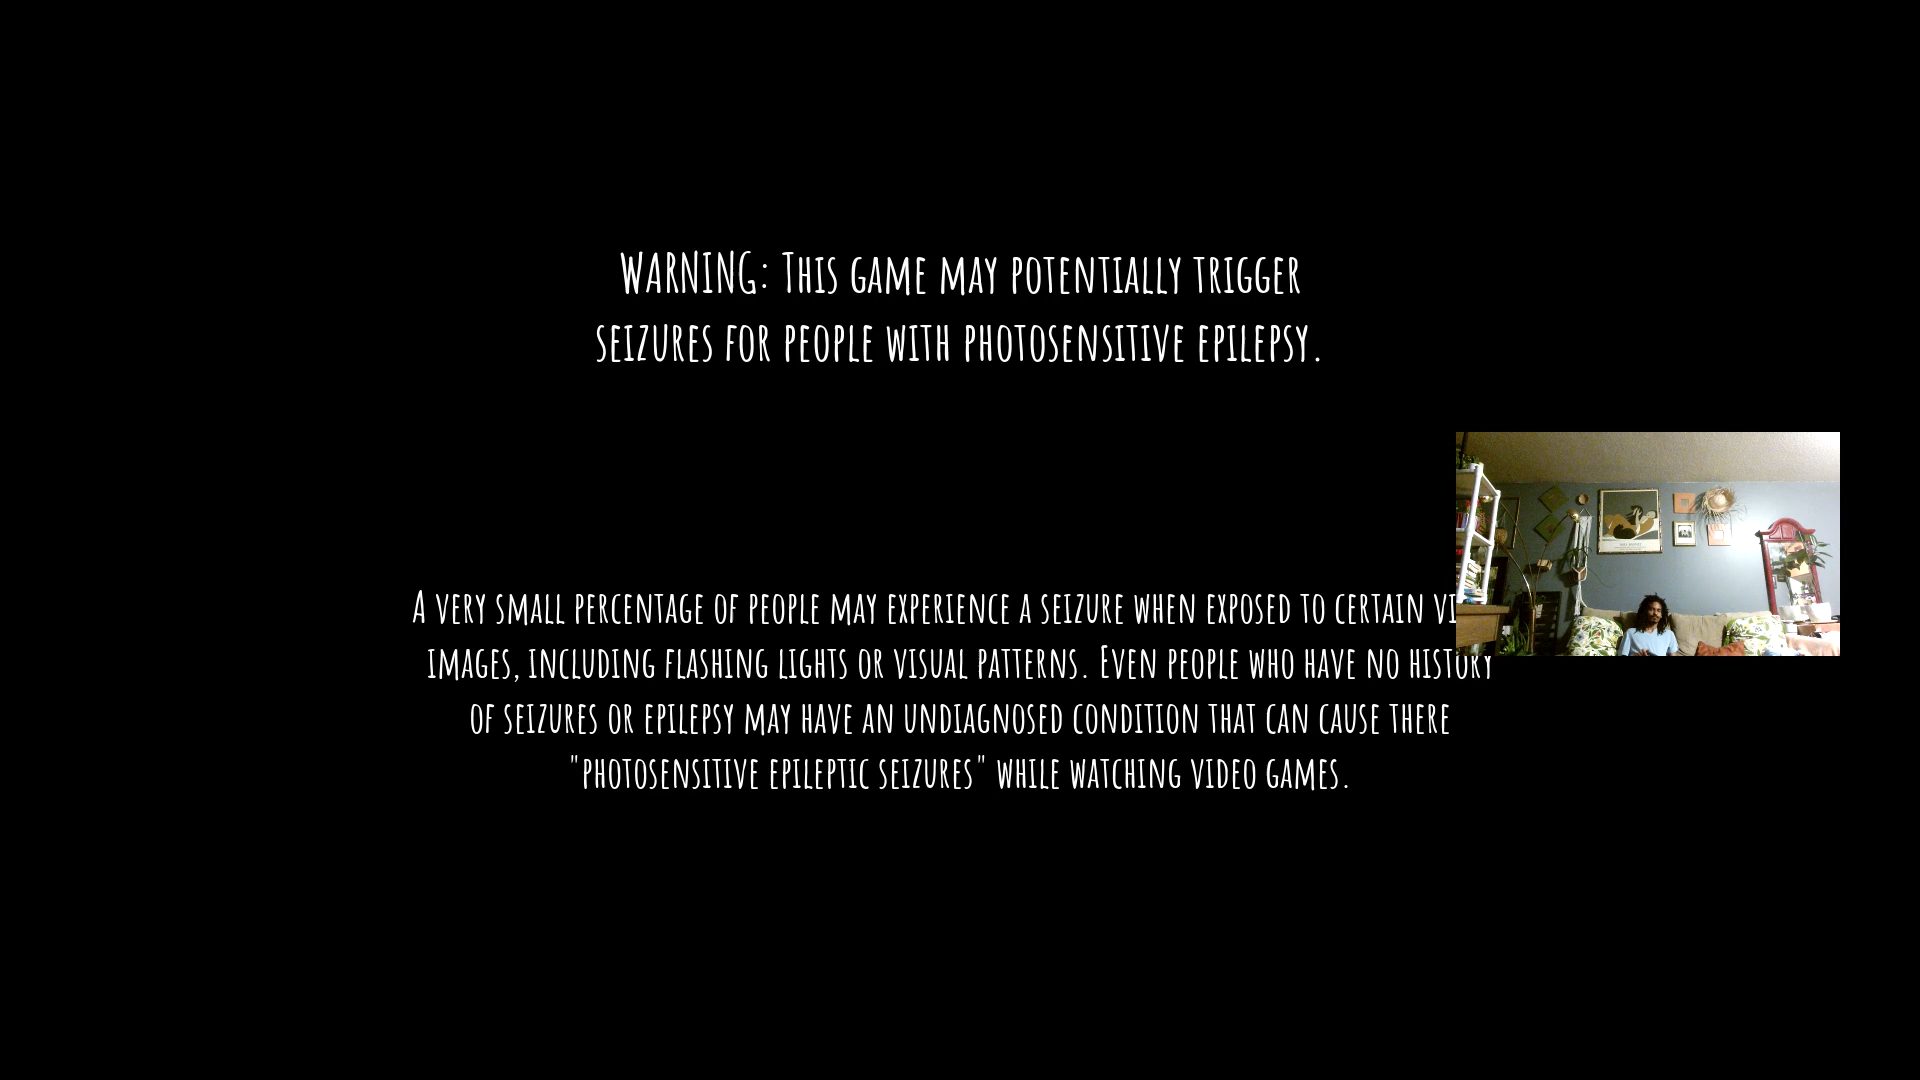 WARNING: THIS GAME MAY POTENTIALLY TRIGGER
SEIZURES FOR PEOPLE WITH PHOTOSENSITIVE EPILEPSY.
A VERY SMALL PERCENTAGE OF PEOPLE MAY EXPERIENCE A SEIZURE WHEN EXPOSED TO CERTAIN
IMAGES, INCLUDING FLASHING LIGHTS OR VISUAL PATTERNS. EVEN PEOPLE WHO HAVE NO HISTORY
OF SEIZURES OR EPILEPSY MAY HAVE AN UNDIAGNOSED CONDITION THAT CAN CAUSE THERE
"PHOTOSENSITIVE EPILEPTIC SEIZURES" WHILE WATCHING VIDEO GAMES.